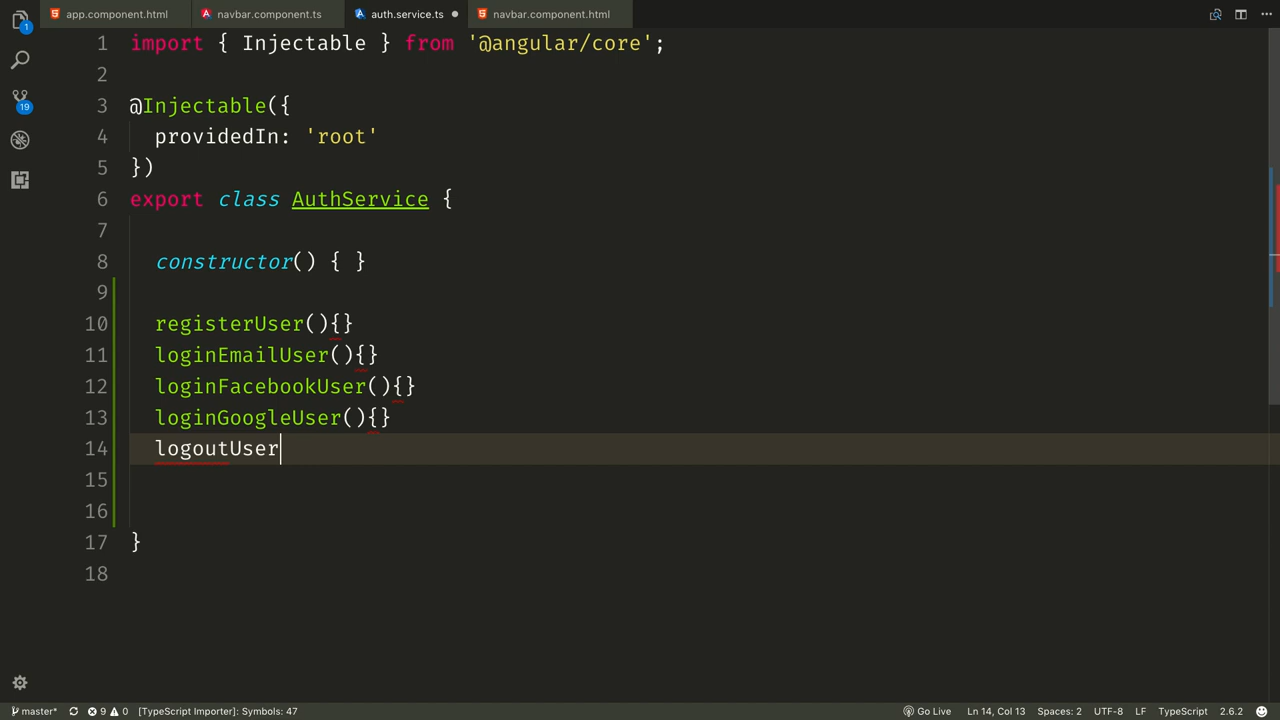 app.component.html navbar.component.ts auth.service.ts navbar.component.html
1 import { Injectable } from '@angular/core';
2
3 @Injectable({
4 providedIn: 'root'
5 })
6 export class AuthService {
7
8 constructor() { }
9
10 registerUser(){}
11 loginEmailUser(){}
12 loginFacebookUser(){}
13 loginGoogleUser(){}
14 logoutUser
15
16
17 }
18
1
19
master* 9 0 [TypeScript Importer]: Symbols: 47 Go Live Ln 14, Col 13 Spaces: 2 UTF-8 LF TypeScript 2.6.2